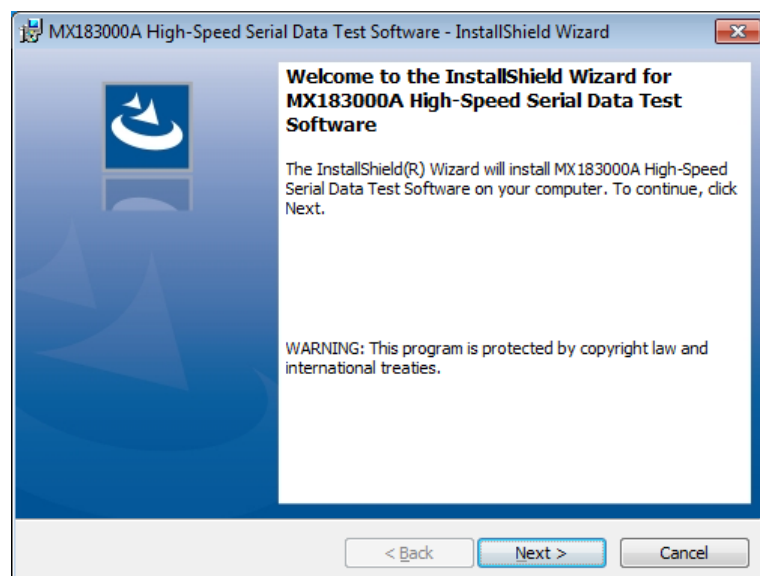 MX183000A High-Speed Serial Data Test Software - InstallShield Wizard
Welcome to the InstallShield Wizard for
MX183000A High-Speed Serial Data Test
Software
The InstallShield(R) Wizard will install MX183000A High-Speed
Serial Data Test Software on your computer. To continue, click
Next.
WARNING: This program is protected by copyright law and
international treaties.
< Back Next > Cancel